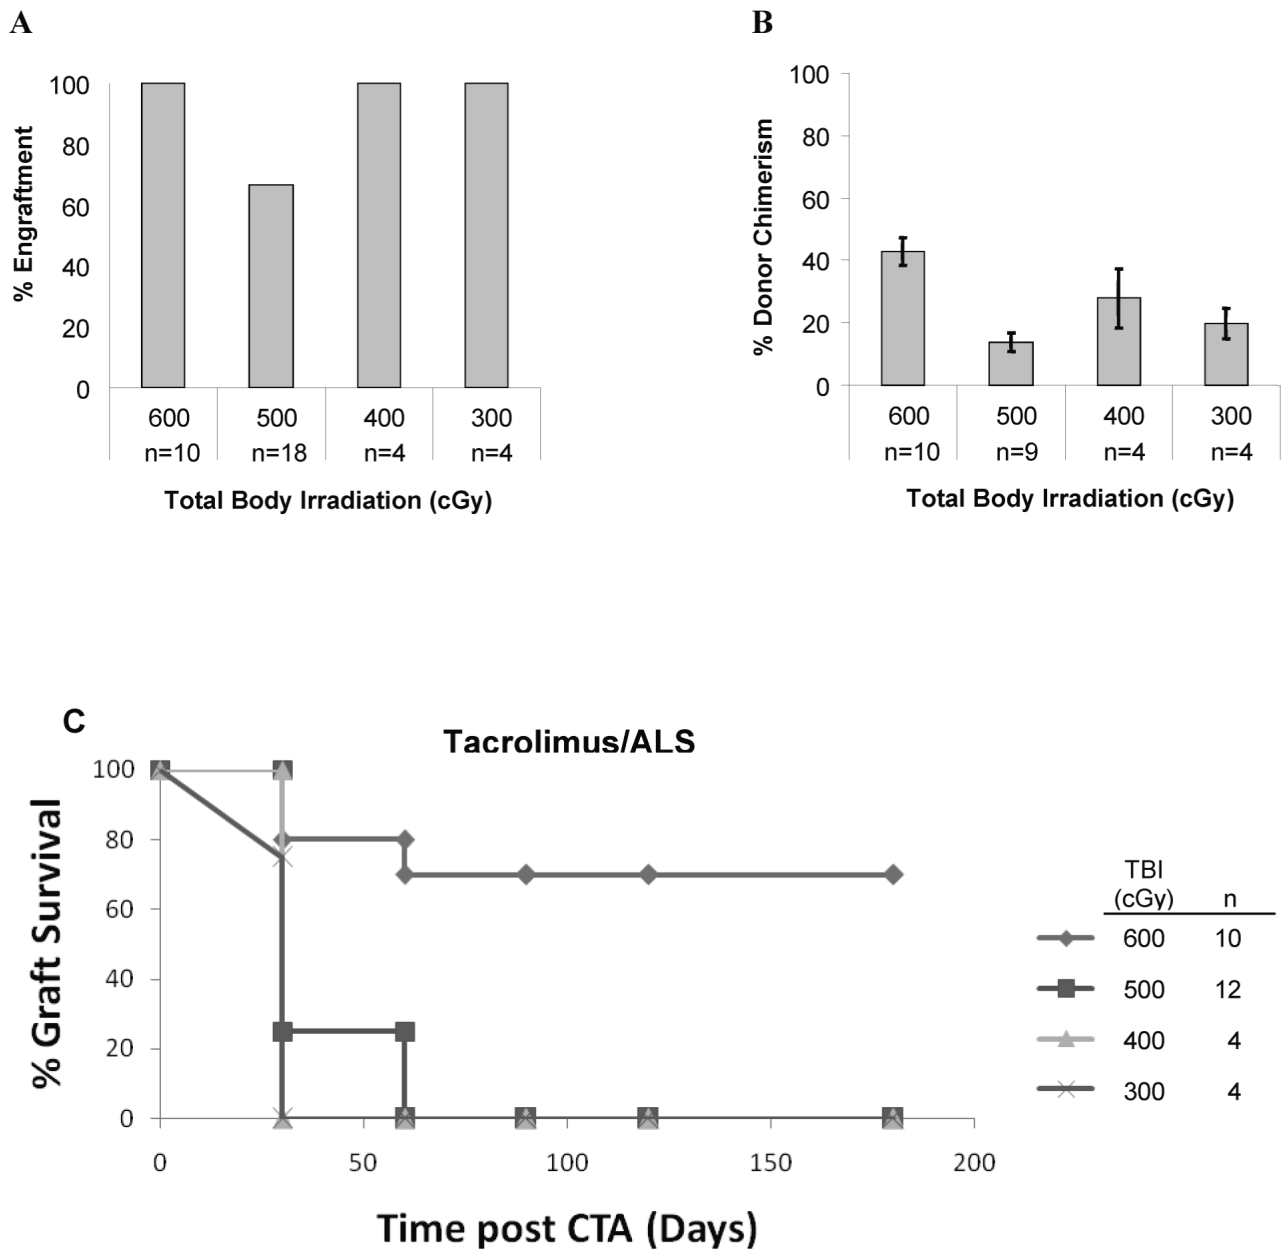 A
100
80
60
40
20
0
% Engraftment
600 500 400 300
n=10 n=18 n=4 n=4
Total Body Irradiation (cGy)
B
100
80
60
40
20
0
% Donor Chimerism
600 500 400 300
n=10 n=9 n=4 n=4
Total Body Irradiation (cGy)
C
Tacrolimus/ALS
100
80
60
40
20
0
% Graft Survival
0 50 100 150 200
Time post CTA (Days)
TBI
(cGy) n
600 10
500 12
400 4
300 4